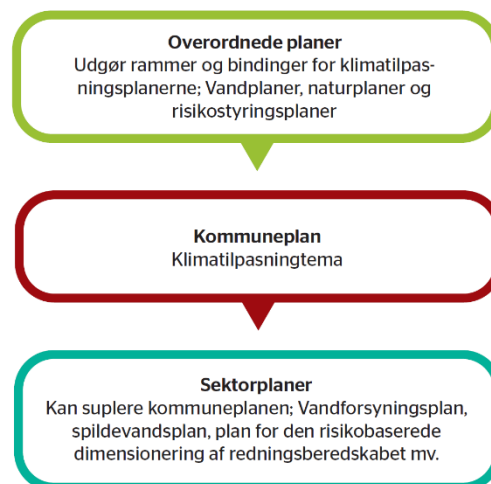 Overordnede planer
Udgør rammer og bindinger for klimatilpas-
ningsplanerne; Vandplaner, naturplaner og
risikostyringsplaner
Kommuneplan
Klimatilpasningtema
Sektorplaner
Kan suplere kommuneplanen; Vandforsyningsplan,
spildevandsplan, plan for den risikobaserede
dimensionering af redningsberedskabet mv.